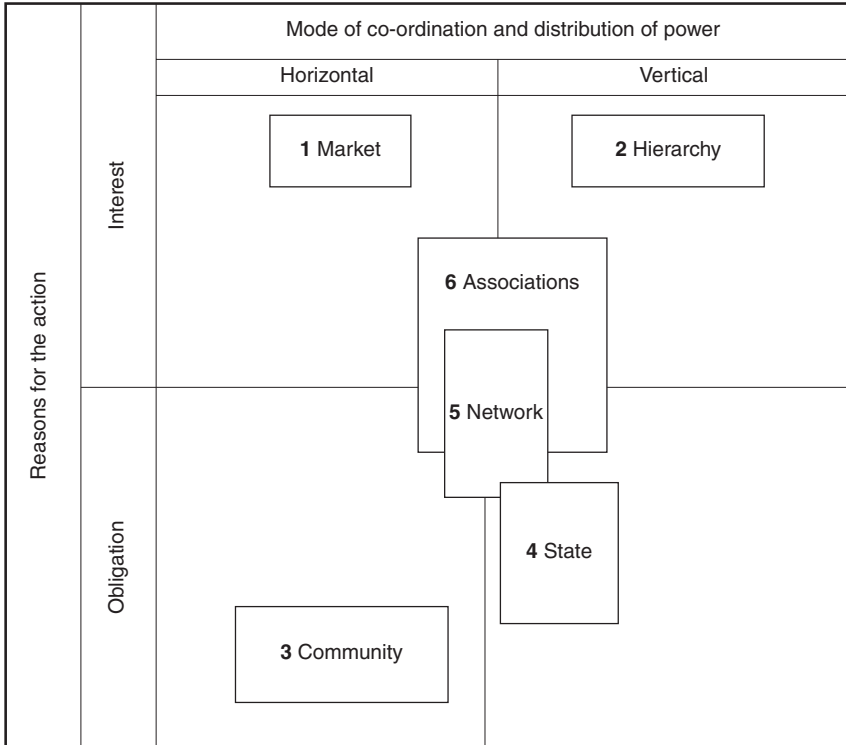 Mode of co-ordination and distribution of power
Horizontal
Vertical
Reasons for the action
Interest
1 Market
2 Hierarchy
6 Associations
5 Network
Obligation
4 State
3 Community